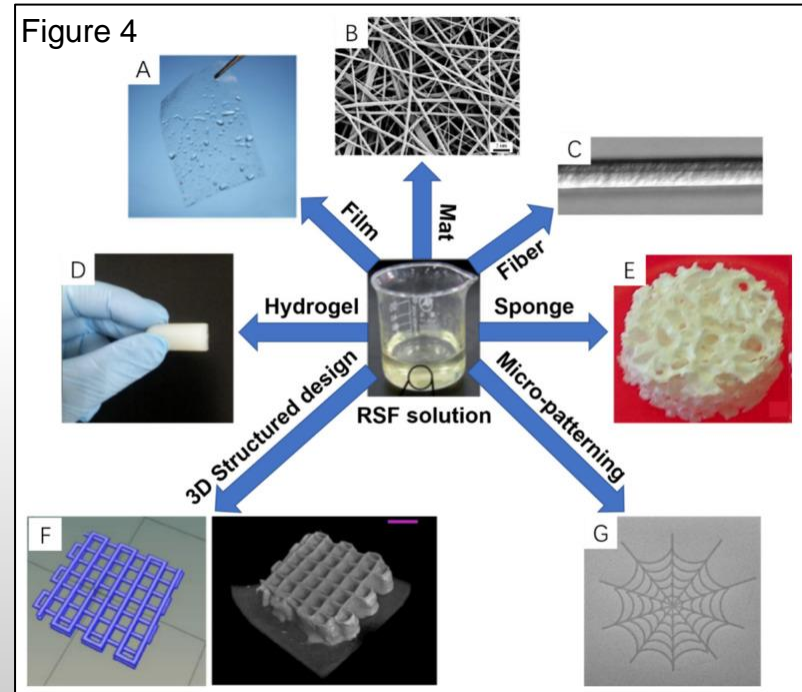 Figure 4
A
B
C
Film
Mat
Fiber
D
E
Hydrogel
Sponge
RSF solution
3D Structured design
Micro-patterning
F
G